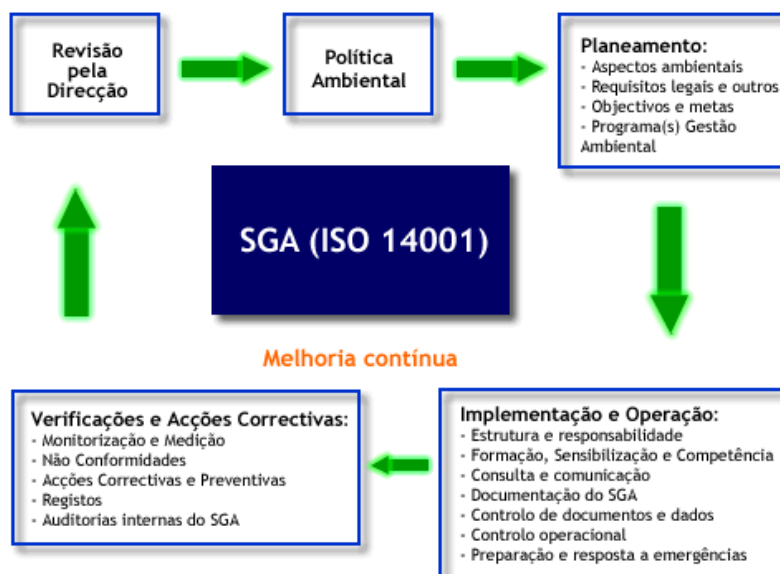 Revisão
pela
Direcção
Política
Ambiental
Planeamento:
- Aspectos ambientais
- Requisitos legais e outros
- Objectivos e metas
- Programa(s) Gestão
Ambiental
SGA (ISO 14001)
Melhoria contínua
Verificações e Acções Correctivas:
- Monitorização e Medição
- Não Conformidades
- Acções Correctivas e Preventivas
- Registos
- Auditorias internas do SGA
Implementação e Operação:
- Estrutura e responsabilidade
- Formação, Sensibilização e Competência
- Consulta e comunicação
- Documentação do SGA
- Controlo de documentos e dados
- Controlo operacional
- Preparação e resposta a emergências